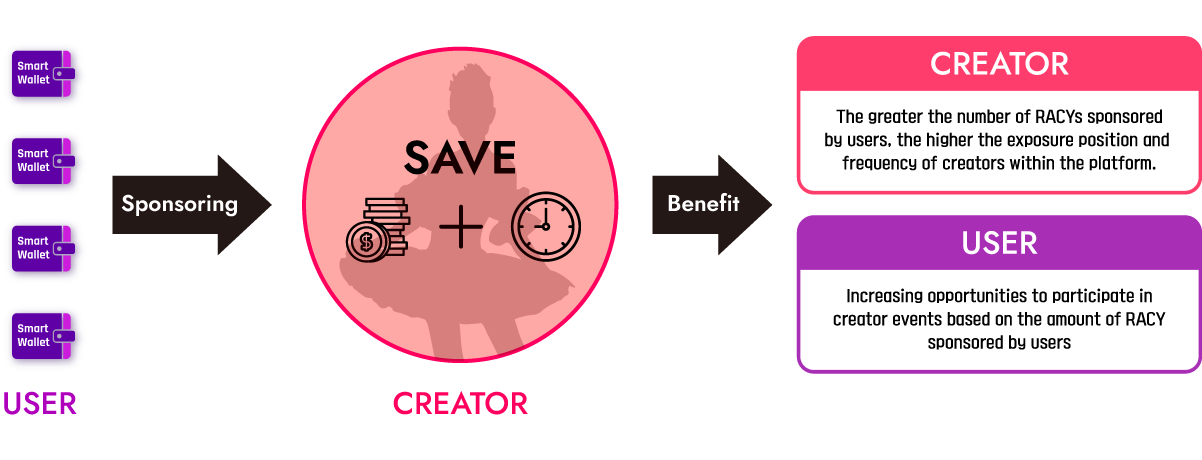 Smart
Wallet
Smart
Wallet
Smart
Wallet
Smart
Wallet
USER
Sponsoring
SAVE
$
CREATOR
Benefit
CREATOR
The greater the number of RACYs sponsored
by users, the higher the exposure position and
frequency of creators within the platform.
USER
Increasing opportunities to participate in
creator events based on the amount of RACY
sponsored by users